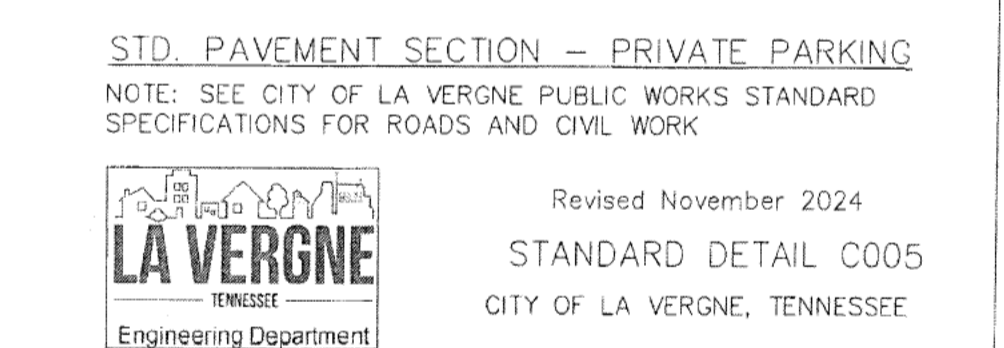 STD. PAVEMENT SECTION – PRIVATE PARKING
NOTE: SEE CITY OF LA VERGNE PUBLIC WORKS STANDARD
SPECIFICATIONS FOR ROADS AND CIVIL WORK
LA VERGNE
TENNESSEE
Engineering Department
Revised November 2024
STANDARD DETAIL C005
CITY OF LA VERGNE, TENNESSEE